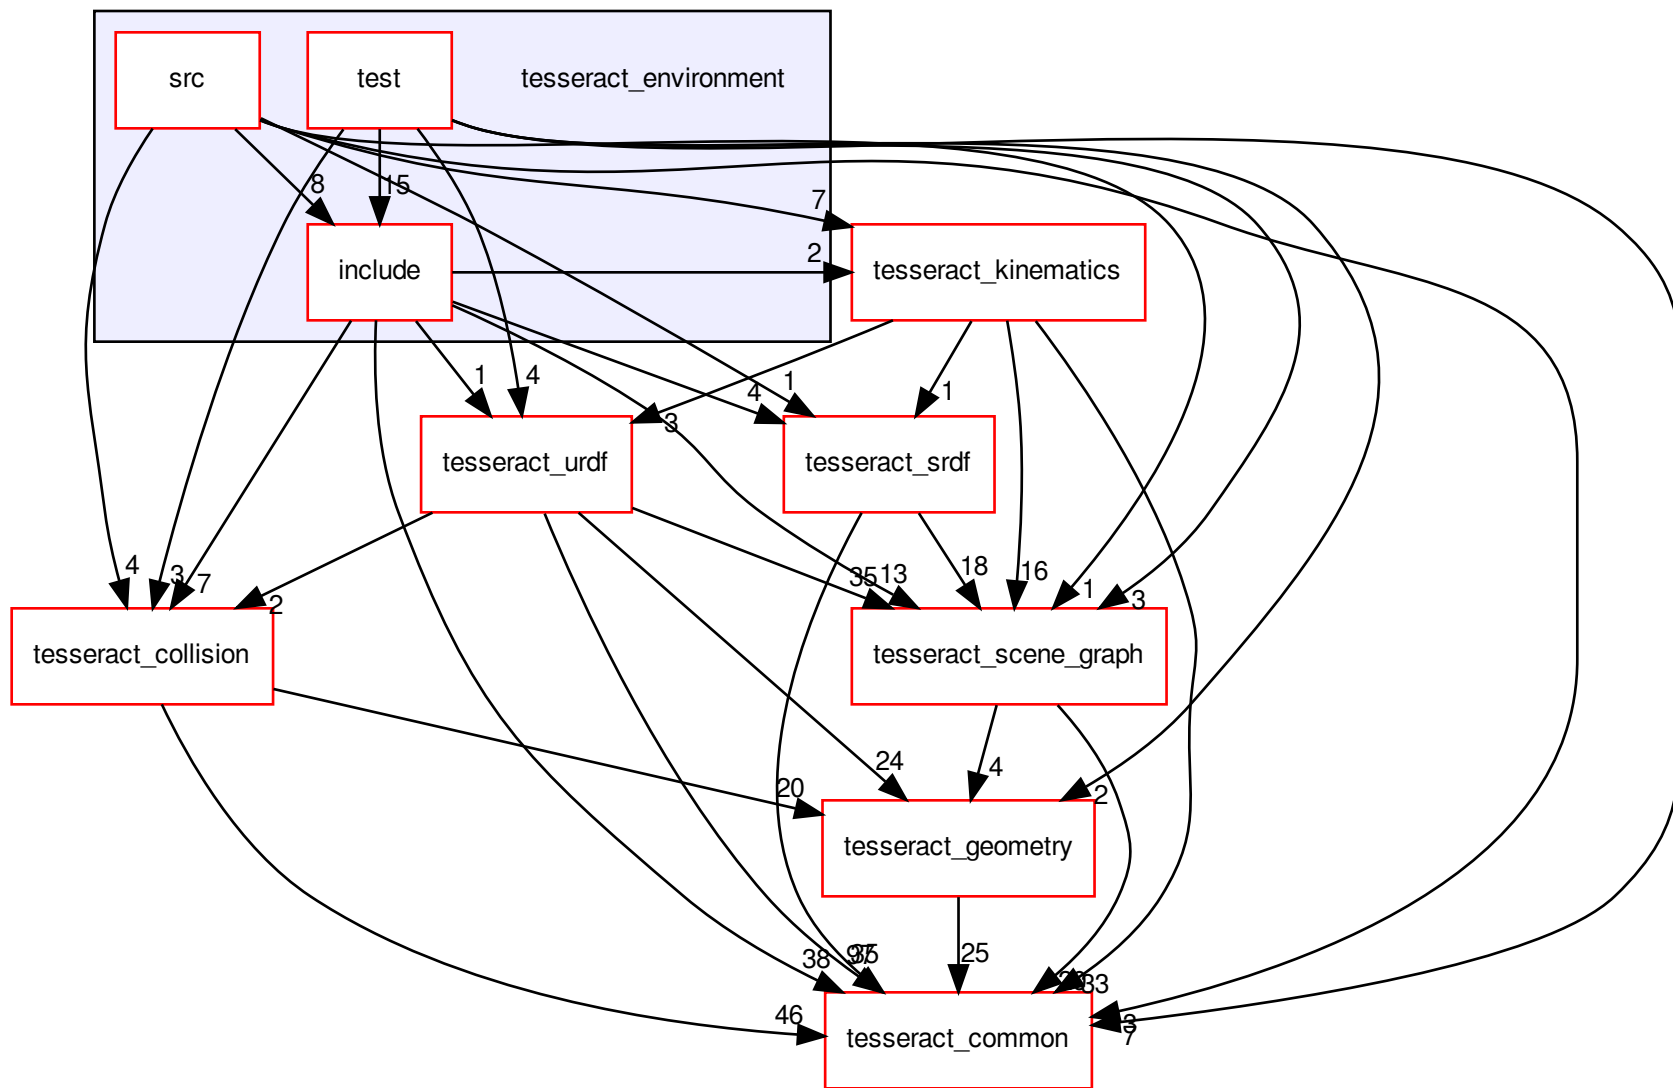 src
test
tesseract_environment
8
15
7
include
2
tesseract_kinematics
1
4
4
1
1
3
tesseract_urdf
tesseract_srdf
4
3
7
2
35
13
18
16
1
3
tesseract_collision
tesseract_scene_graph
20
24
4
2
tesseract_geometry
38
25
33
46
3
7
tesseract_common